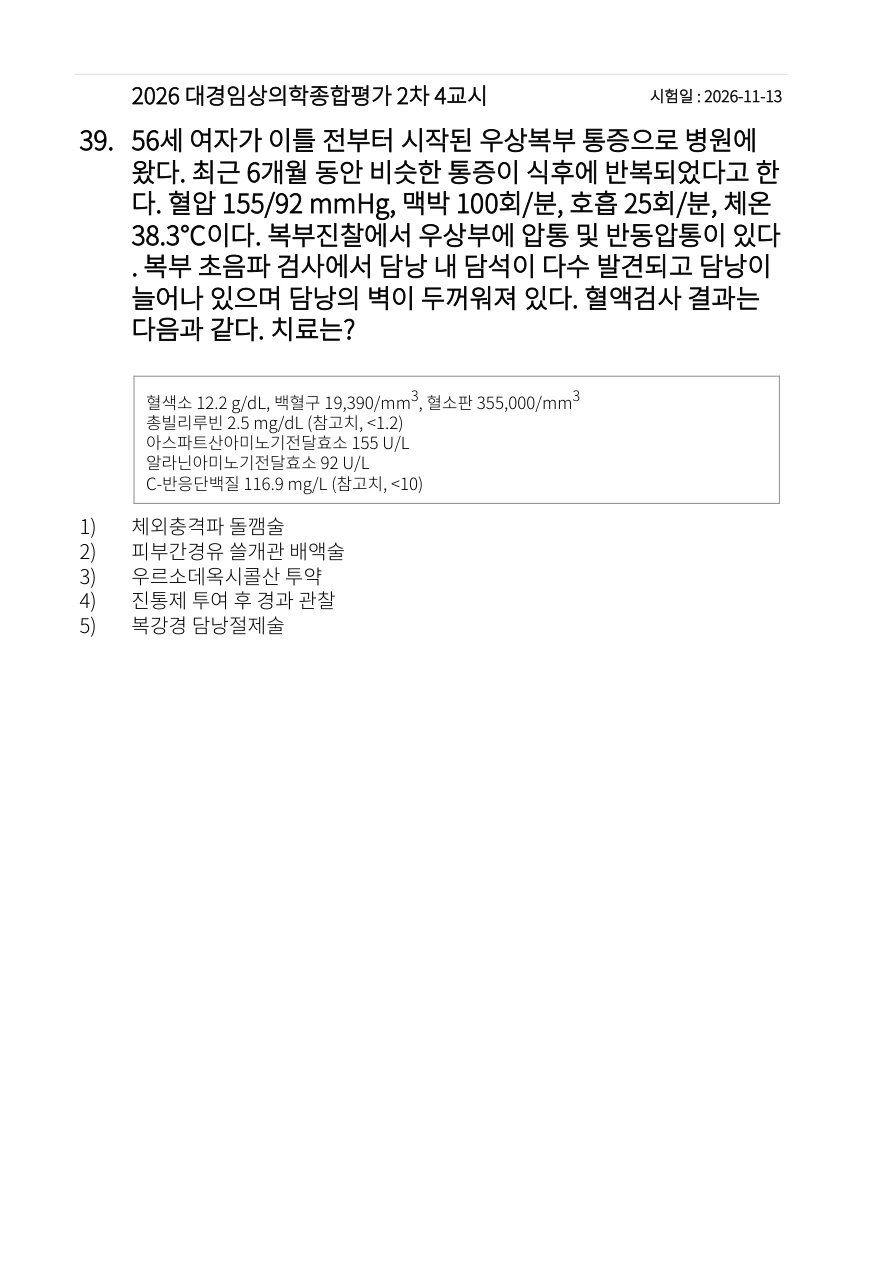 2026 대경임상의학종합평가 2차 4교시
시험일 : 2026-11-13
39. 56세 여자가 이틀 전부터 시작된 우상복부 통증으로 병원에
왔다. 최근 6개월 동안 비슷한 통증이 식후에 반복되었다고 한
다. 혈압 155/92 mmHg, 맥박 100회/분, 호흡 25회/분, 체온
38.3℃이다. 복부진찰에서 우상부에 압통 및 반동압통이 있다
. 복부 초음파 검사에서 담낭 내 담석이 다수 발견되고 담낭이
늘어나 있으며 담낭의 벽이 두꺼워져 있다. 혈액검사 결과는
다음과 같다. 치료는?
혈색소 12.2 g/dL, 백혈구 19,390/mm³, 혈소판 355,000/mm³
총빌리루빈 2.5 mg/dL (참고치, <1.2)
아스파트산아미노기전달효소 155 U/L
알라닌아미노기전달효소 92 U/L
C-반응단백질 116.9 mg/L (참고치, <10)
1) 체외충격파 돌깸술
2) 피부간경유 쓸개관 배액술
3) 우르소데옥시콜산 투약
4) 진통제 투여 후 경과 관찰
5) 복강경 담낭절제술